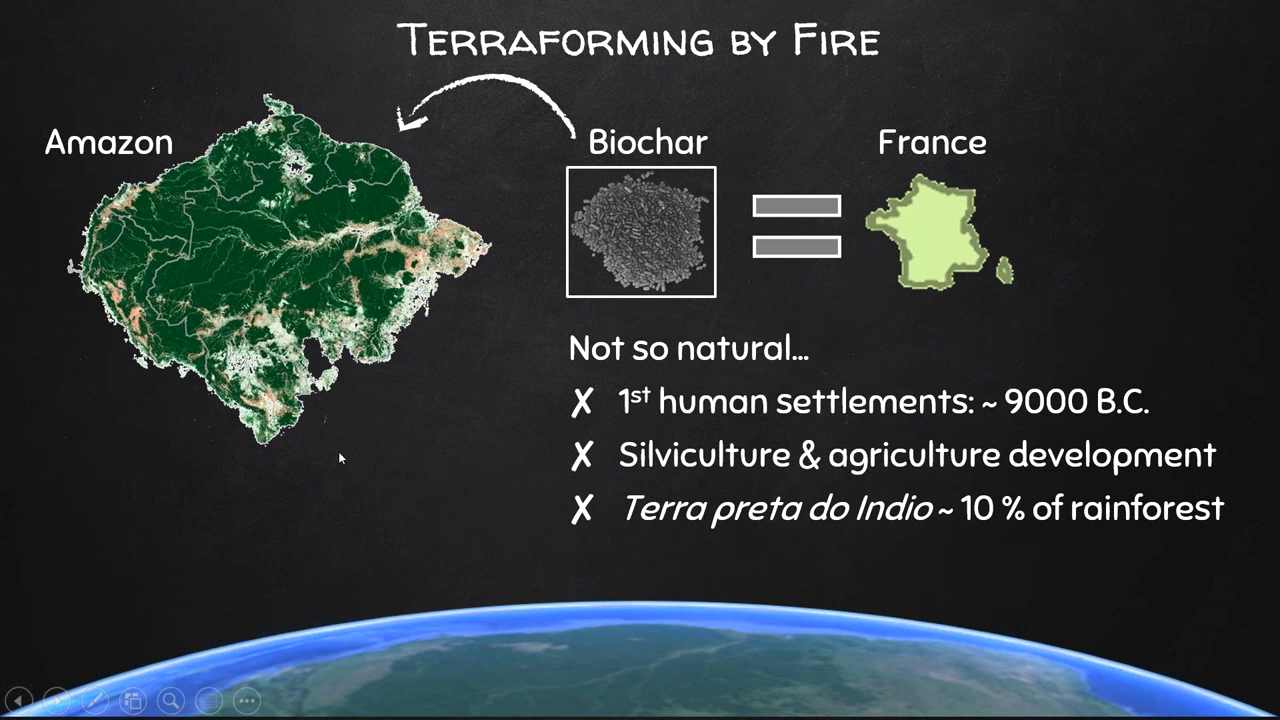 Terraforming by Fire
Amazon
Biochar
France
Not so natural...
✗ 1st human settlements: ~ 9000 B.C.
✗ Silviculture & agriculture development
✗ Terra preta do Indio ~ 10 % of rainforest